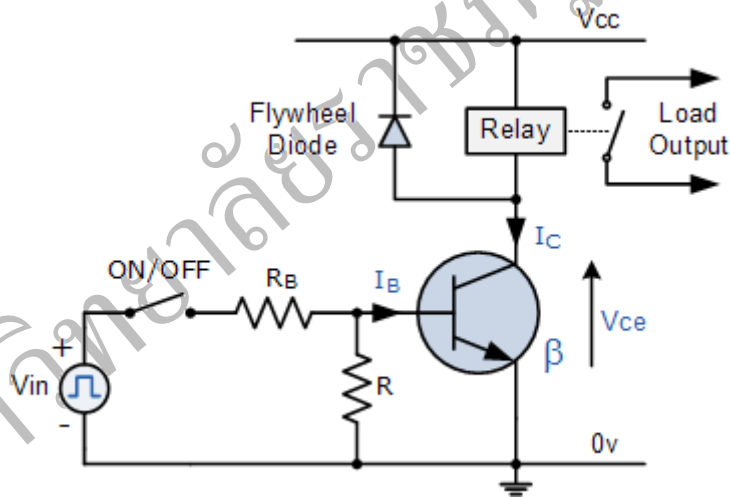 Vcc
Flywheel
Diode
Relay
Load
Output
IC
ON/OFF
RB
IB
Vce
β
+
Vin
-
R
0v